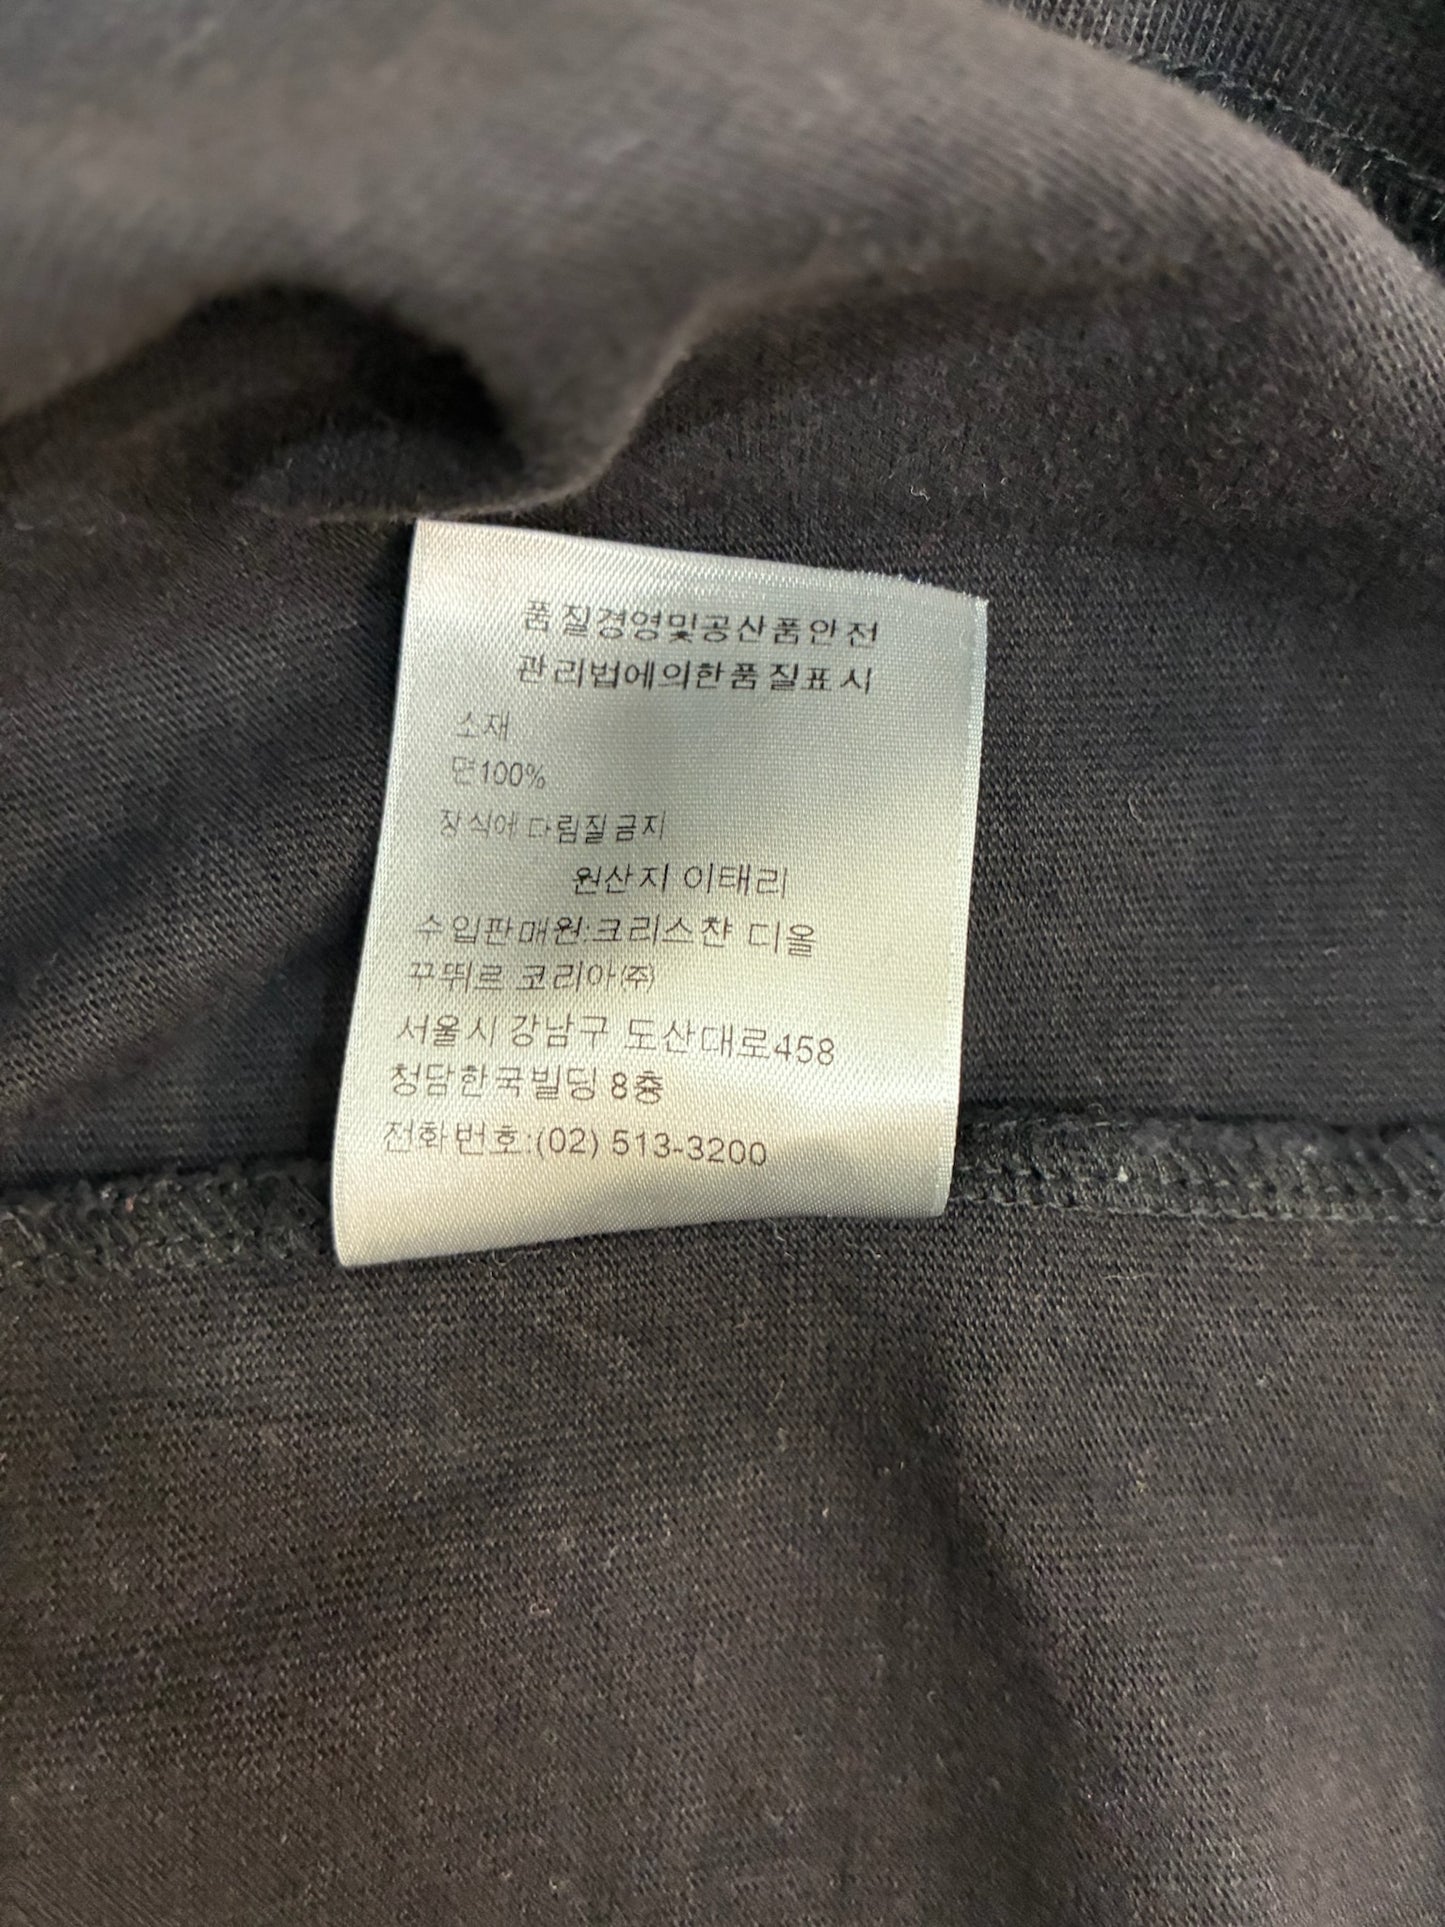 품질경영및공산품안전
관리법에의한품질표시
소재
면100%
장식에 다림질금지
원산지 이태리
수입판매원:크리스챤 디올
꾸뛰르 코리아(주)
서울시 강남구 도산대로458
청담한국빌딩 8층
전화번호:(02) 513-3200